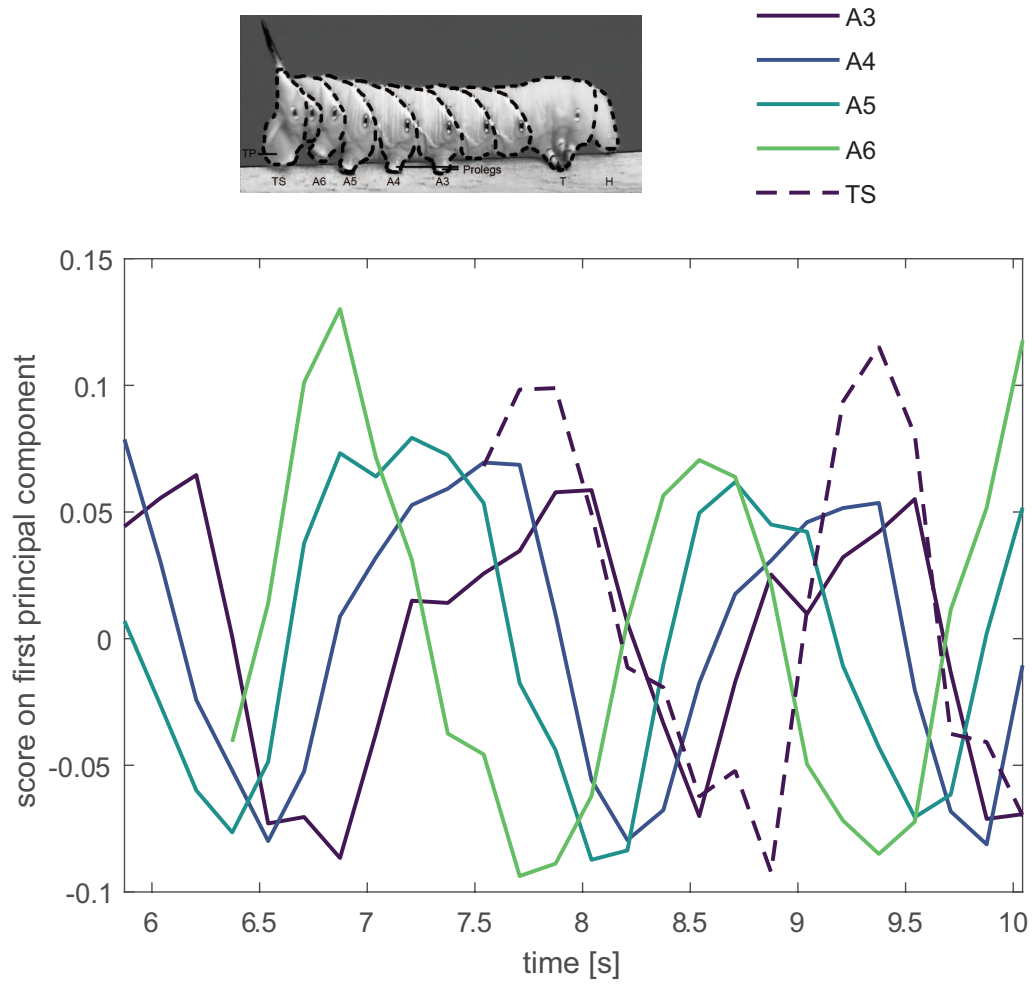 A3
A4
A5
A6
TS
TP
Prolegs
TS A6 A5 A4 A3 T H
0.15
0.1
0.05
0
-0.05
-0.1
score on first principal component
6 6.5 7 7.5 8 8.5 9 9.5 10
time [s]